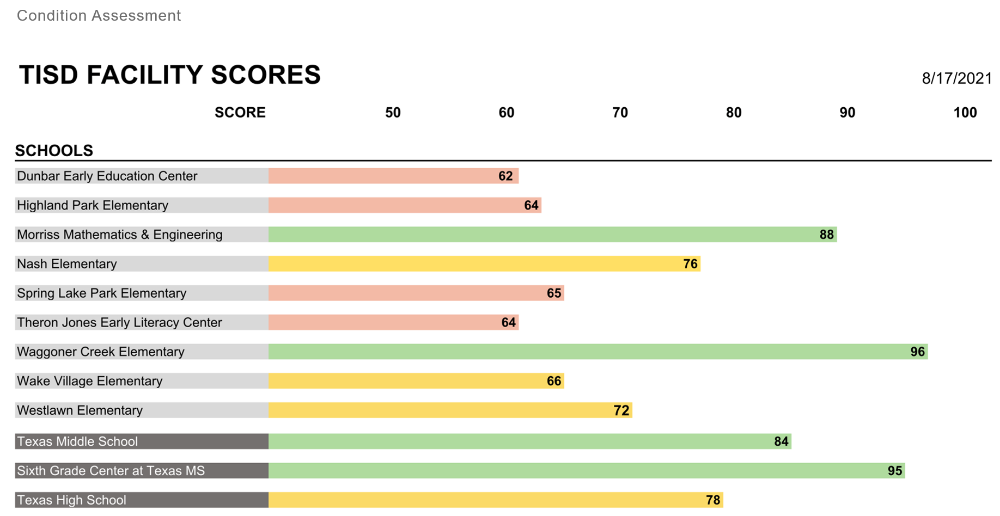 Condition Assessment
TISD FACILITY SCORES 8/17/2021
SCORE 50 60 70 80 90 100
SCHOOLS
Dunbar Early Education Center 62
Highland Park Elementary 64
Morriss Mathematics & Engineering 88
Nash Elementary 76
Spring Lake Park Elementary 65
Theron Jones Early Literacy Center 64
Waggoner Creek Elementary 96
Wake Village Elementary 66
Westlawn Elementary 72
Texas Middle School 84
Sixth Grade Center at Texas MS 95
Texas High School 78